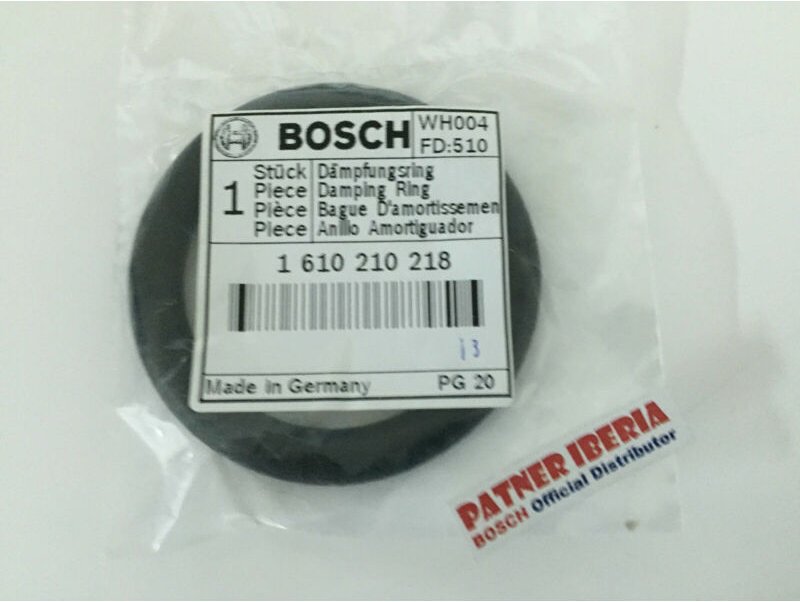 BOSCH
WH004
FD:510
1
Stück Dämpfungsring
Piece Damping Ring
Pièce Bague D'amortissemen
Piece Anillo Amortiguador
1 610 210 218
13
Made in Germany PG 20
PATNER IBERIA
BOSCH Official Distributor